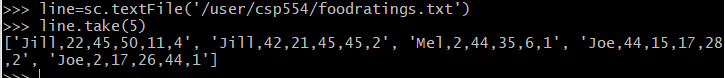 >>> line=sc.textFile('/user/csp554/foodratings.txt')
>>> line.take(5)
['Jill,22,45,50,11,4', 'Jill,42,21,45,45,2', 'Mel,2,44,35,6,1', 'Joe,44,15,17,28
,2', 'Joe,2,17,26,44,1']
>>>